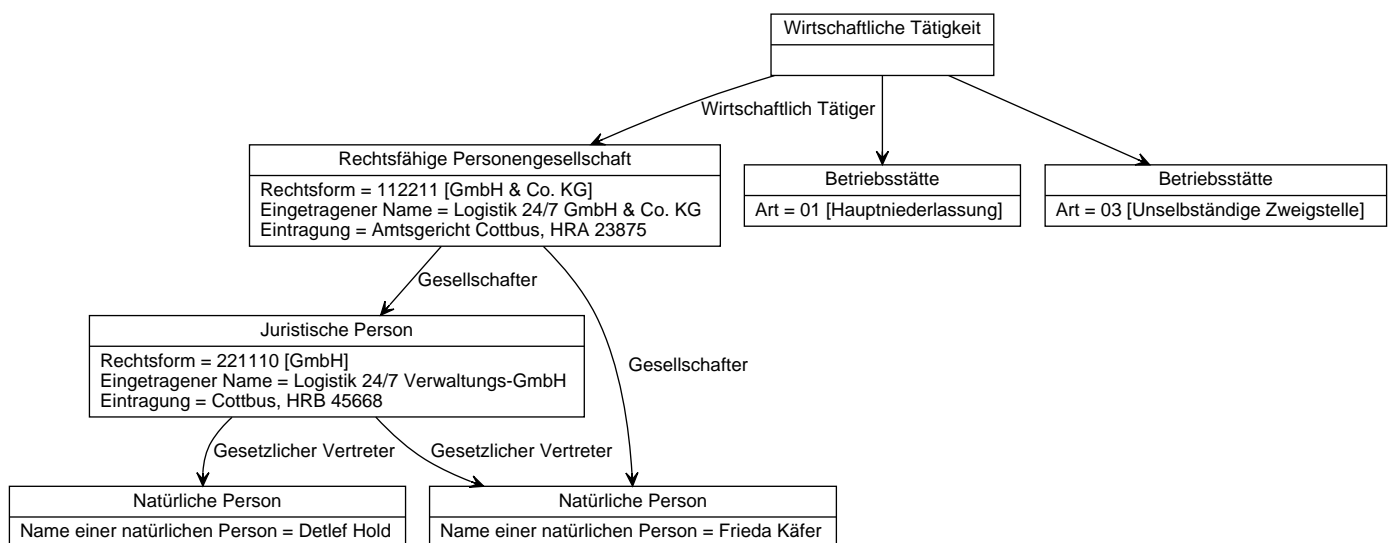 Wirtschaftliche Tätigkeit
Wirtschaftlich Tätiger
Rechtsfähige Personengesellschaft
Rechtsform = 112211 [GmbH & Co. KG]
Eingetragener Name = Logistik 24/7 GmbH & Co. KG
Eintragung = Amtsgericht Cottbus, HRA 23875
Betriebsstätte
Art = 01 [Hauptniederlassung]
Betriebsstätte
Art = 03 [Unselbständige Zweigstelle]
Gesellschafter
Juristische Person
Rechtsform = 221110 [GmbH]
Eingetragener Name = Logistik 24/7 Verwaltungs-GmbH
Eintragung = Cottbus, HRB 45668
Gesellschafter
Gesetzlicher Vertreter
Gesetzlicher Vertreter
Natürliche Person
Name einer natürlichen Person = Detlef Hold
Natürliche Person
Name einer natürlichen Person = Frieda Käfer